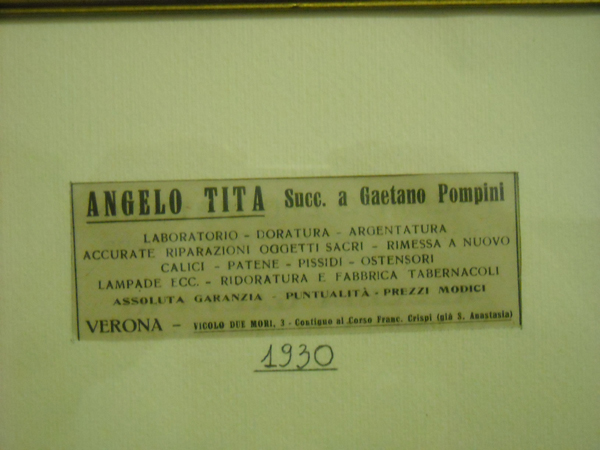 ANGELO TITA Succ. a Gaetano Pompini
LABORATORIO - DORATURA - ARGENTATURA
ACCURATE RIPARAZIONI OGGETTI SACRI - RIMESSA A NUOVO
CALICI - PATENE - PISSIDI - OSTENSORI
LAMPADE ECC. - RIDORATURA E FABBRICA TABERNACOLI
ASSOLUTA GARANZIA - PUNTUALITÀ - PREZZI MODICI
VERONA - VICOLO DUE MORI, 3 - Contiguo al Corso Franc. Crispi (già S. Anastasia)
1930